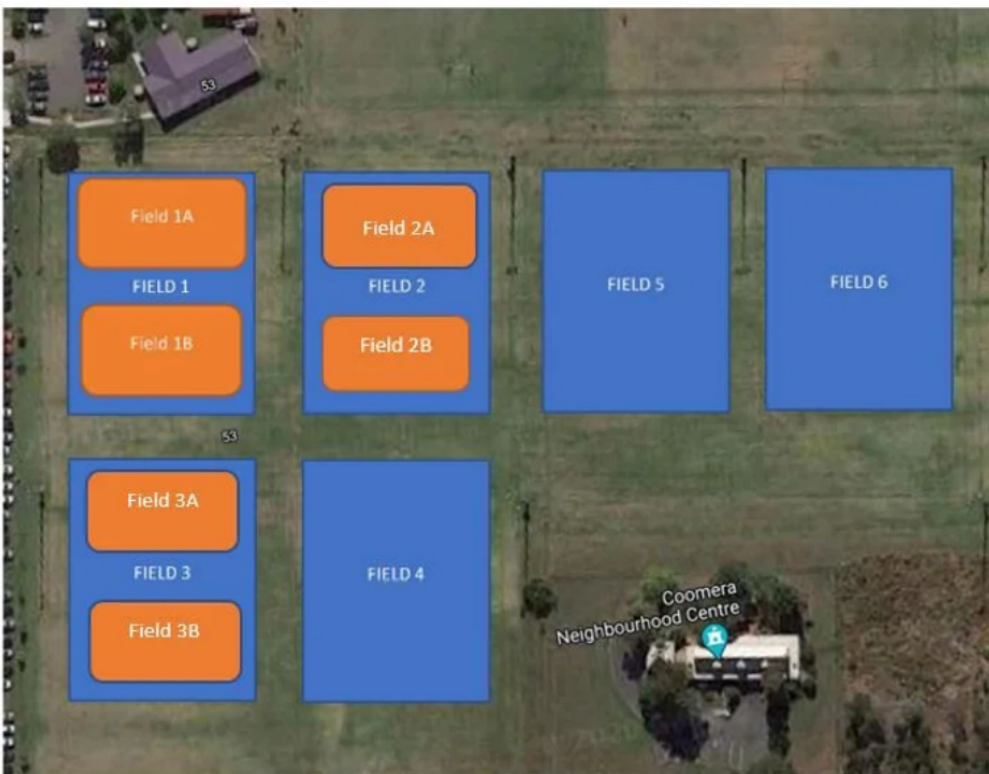 53
Field 1A
FIELD 1
Field 1B
Field 2A
FIELD 2
Field 2B
FIELD 5
FIELD 6
53
Field 3A
FIELD 3
Field 3B
FIELD 4
Coomera
Neighbourhood Centre